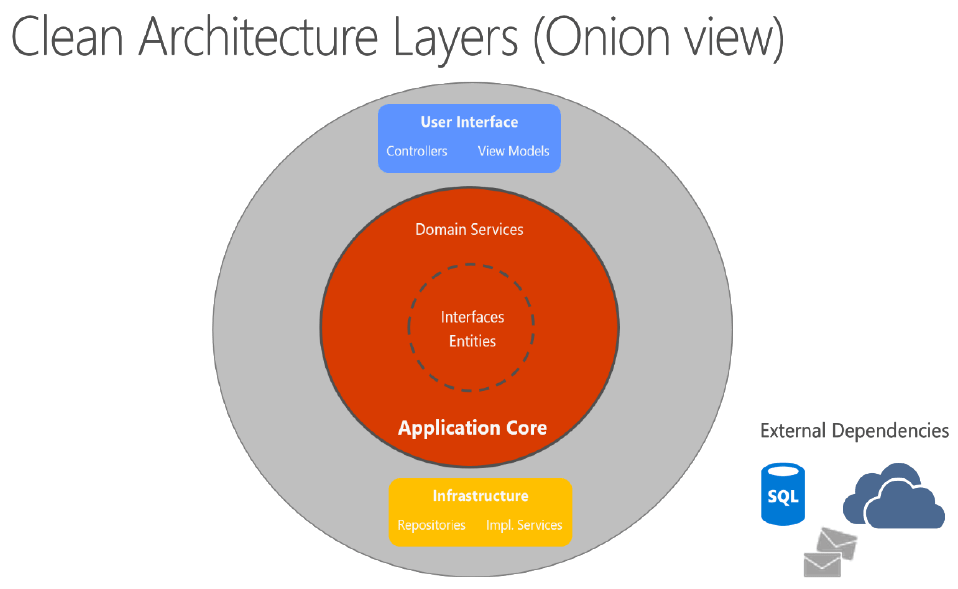 Clean Architecture Layers (Onion view)
User Interface
Controllers View Models
Domain Services
Interfaces
Entities
Application Core
Infrastructure
Repositories Impl. Services
External Dependencies
SQL